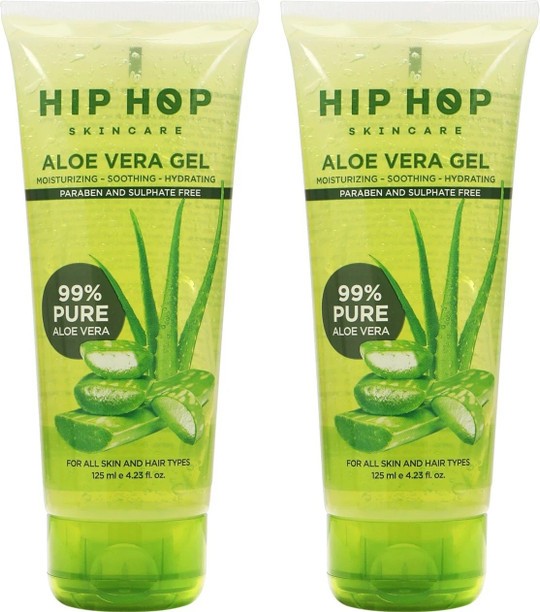 HIP HOP
SKINCARE
ALOE VERA GEL
MOISTURIZING - SOOTHING - HYDRATING
PARABEN AND SULPHATE FREE
99%
PURE
ALOE VERA
FOR ALL SKIN AND HAIR TYPES
125 ml e 4.23 fl. oz.
HIP HOP
SKINCARE
ALOE VERA GEL
MOISTURIZING - SOOTHING - HYDRATING
PARABEN AND SULPHATE FREE
99%
PURE
ALOE VERA
FOR ALL SKIN AND HAIR TYPES
125 ml e 4.23 fl. oz.